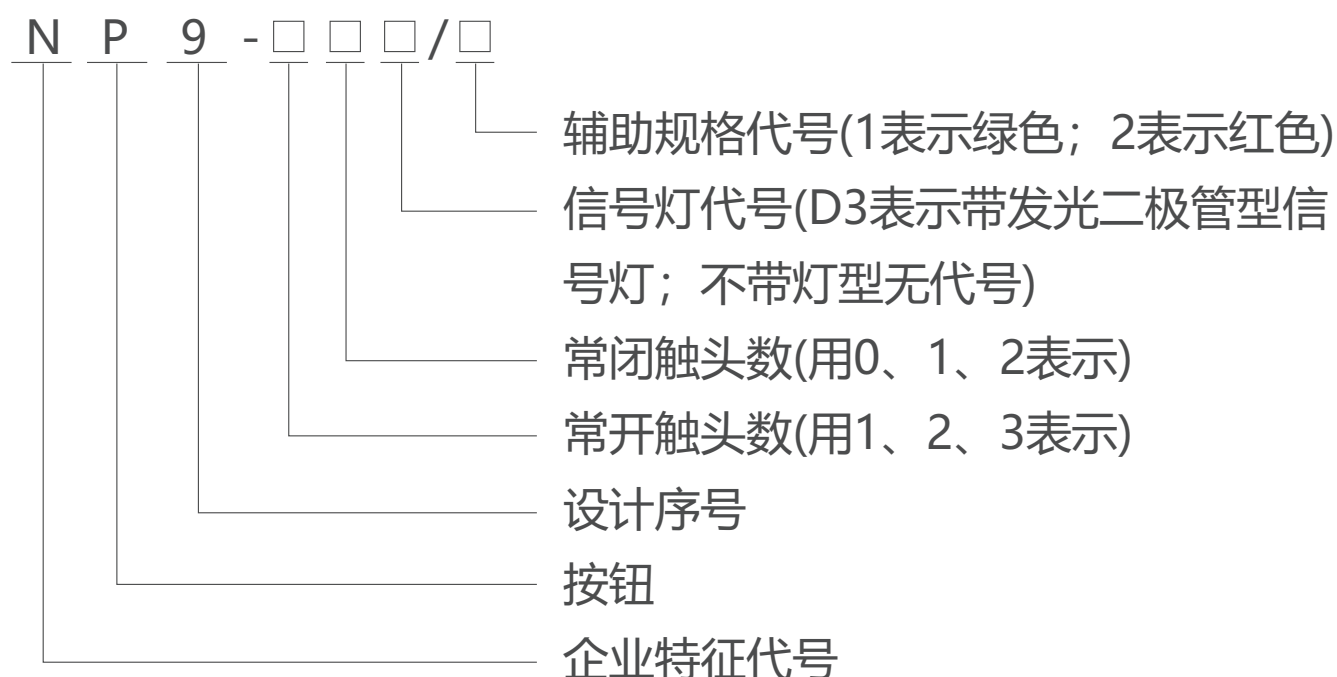 N P 9 -□ □ □/□
辅助规格代号(1表示绿色；2表示红色)
信号灯代号(D3表示带发光二极管型信
号灯；不带灯型无代号)
常闭触头数(用0、1、2表示)
常开触头数(用1、2、3表示)
设计序号
按钮
企业特征代号